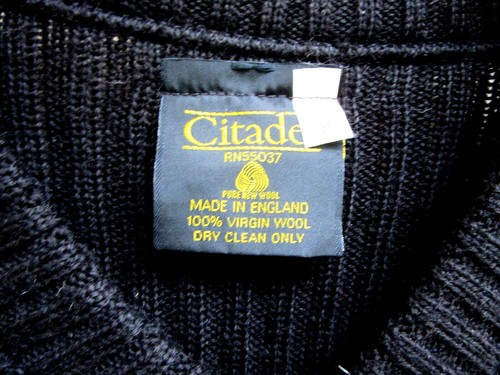 Citade
RN55037
PURE NEW WOOL
MADE IN ENGLAND
100% VIRGIN WOOL
DRY CLEAN ONLY